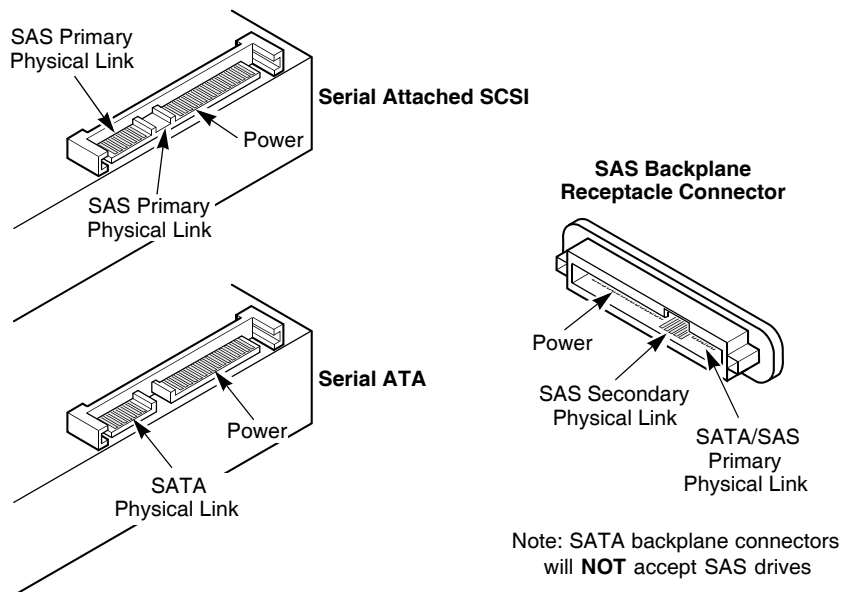 SAS Primary
Physical Link
Serial Attached SCSI
Power
SAS Primary
Physical Link
SAS Backplane
Receptacle Connector
Power
SAS Secondary
Physical Link
SATA/SAS
Primary
Physical Link
Serial ATA
Power
SATA
Physical Link
Note: SATA backplane connectors
will NOT accept SAS drives